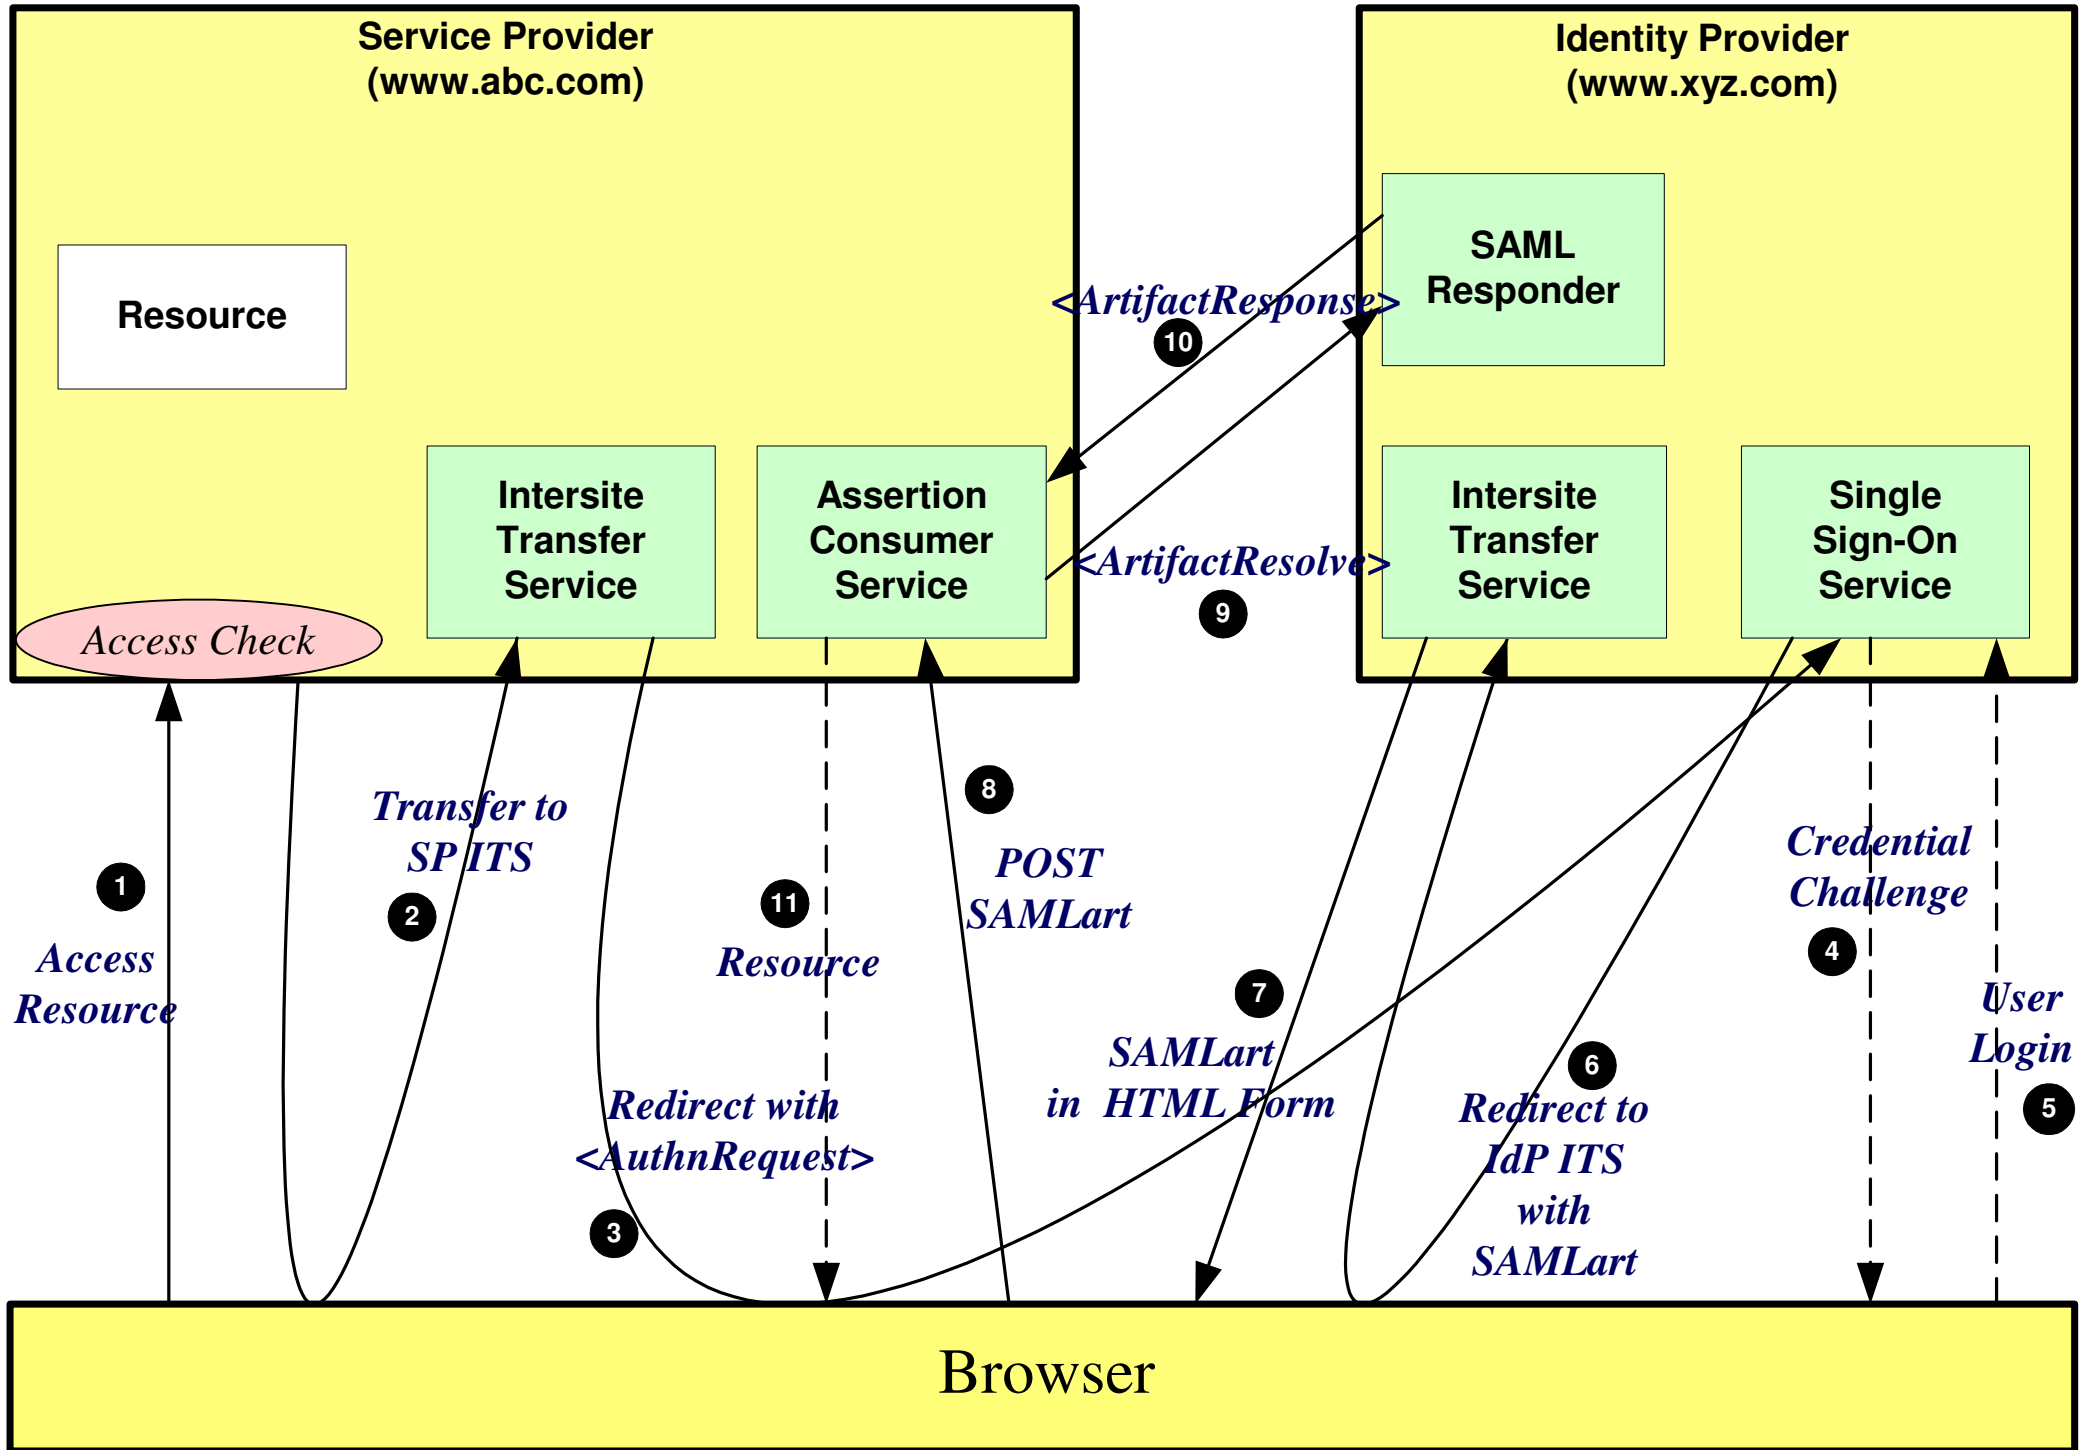 Service Provider
(www.abc.com)
Identity Provider
(www.xyz.com)
SAML
Responder
Resource
<ArtifactResponse>
10
Intersite
Transfer
Service
Assertion
Consumer
Service
Intersite
Transfer
Service
Single
Sign-On
Service
<ArtifactResolve>
9
Access Check
Transfer to
SP ITS
2
8
POST
SAMLart
Credential
Challenge
4
1
Access
Resource
11
Resource
7
SAMLart
in HTML Form
User
Login
5
6
Redirect to
IdP ITS
with
SAMLart
Redirect with
<AuthnRequest>
3
Browser